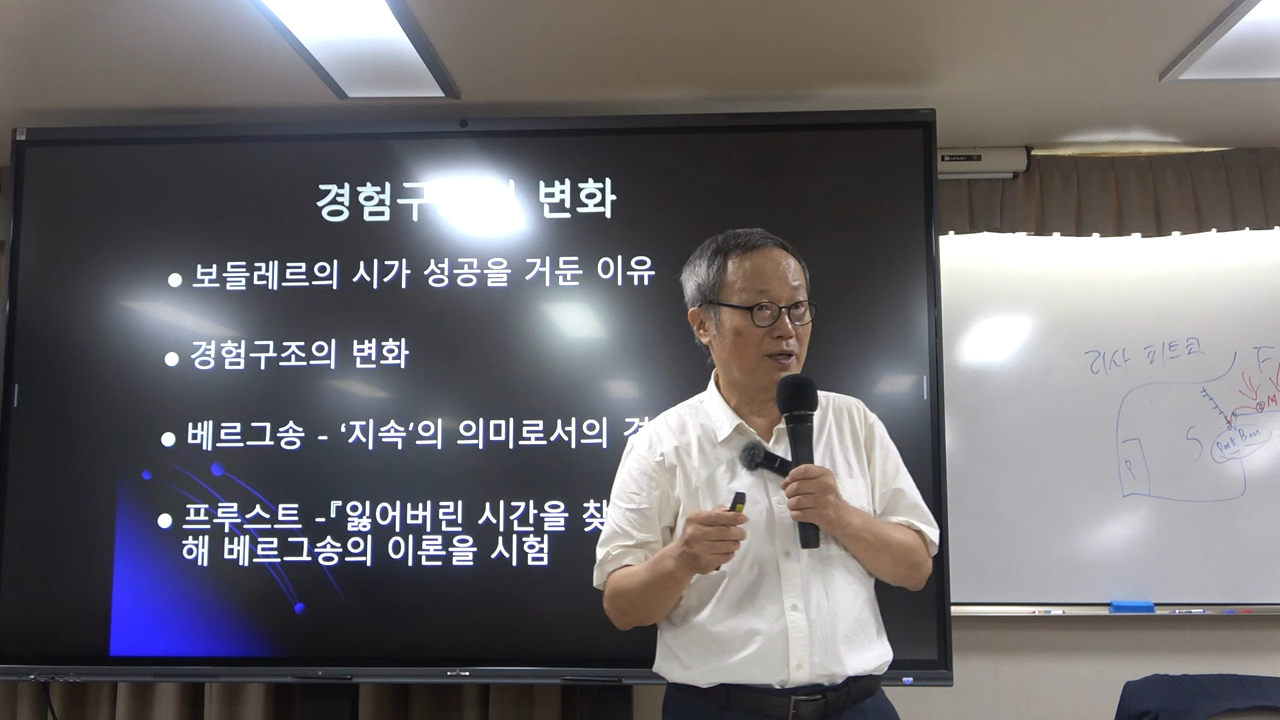 경험구 변화
보들레르의 시가 성공을 거둔 이유
경험구조의 변화
베르그송 - ‘지속’의 의미로서의
프루스트 -『잃어버린 시간을 찾
해 베르그송의 이론을 시험
리사 피트코
F